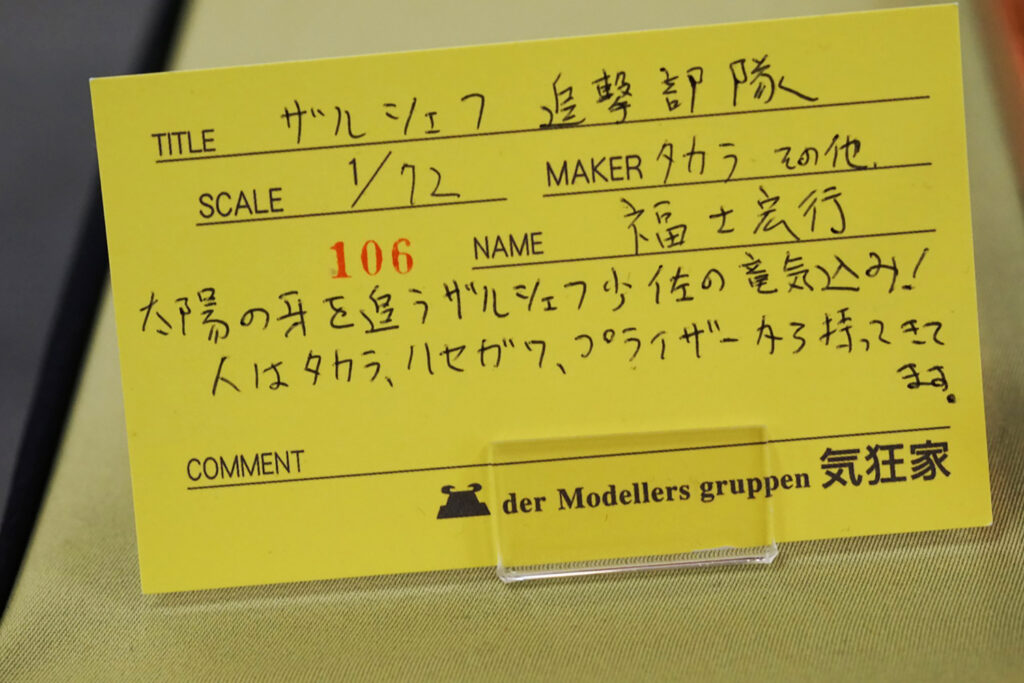 TITLE ザルシェフ 追撃部隊
SCALE 1/72 MAKER タカラ その他.
106 NAME 福士宏行
太陽の牙を追うザルシェフ少佐の意気込み!
人はタカラ、ハセガワ、プライザーから持ってきて
ます。
COMMENT
der Modellers gruppen 気狂家